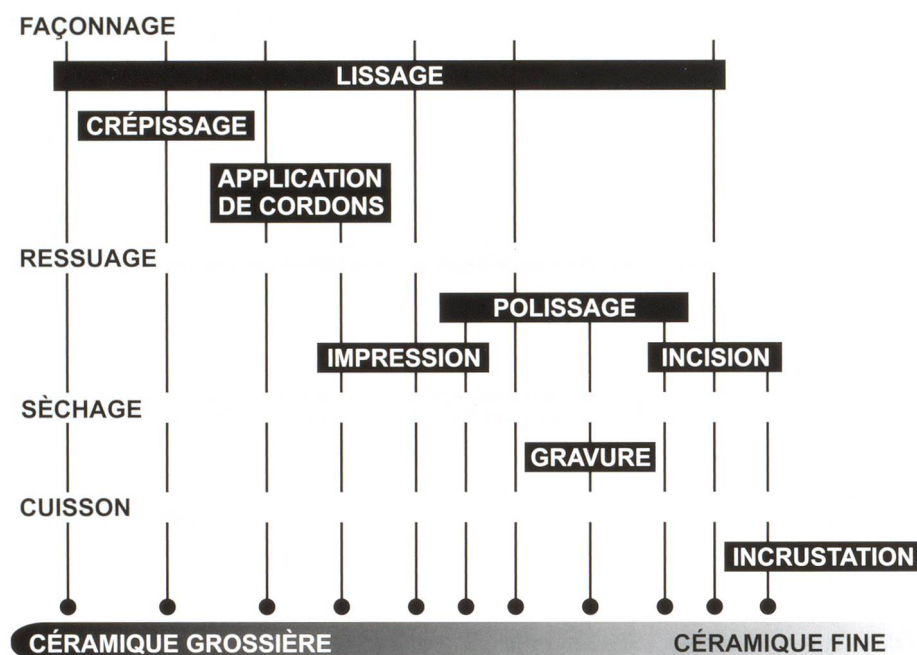 FAÇONNAGE
LISSAGE
CRÉPISSAGE
APPLICATION
DE CORDONS
RESSUAGE
POLISSAGE
IMPRESSION
INCISION
SÈCHAGE
GRAVURE
CUISSON
INCRUSTATION
CÉRAMIQUE GROSSIÈRE
CÉRAMIQUE FINE